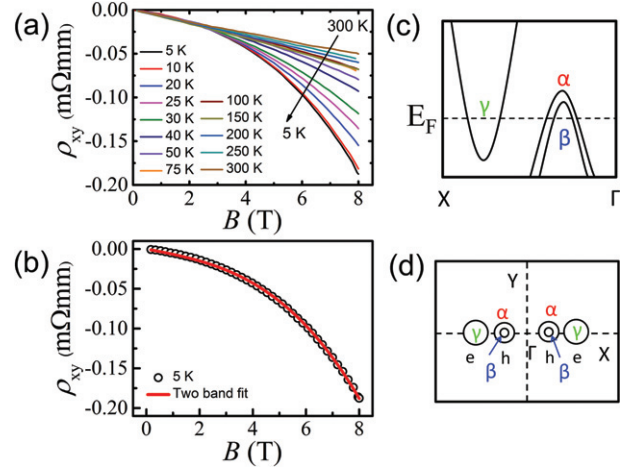 (a)
0.00
-0.05
-0.10
-0.15
-0.20
ρxy (mΩmm)
300 K
5 K
5 K
10 K
20 K
25 K
30 K
40 K
50 K
75 K
100 K
150 K
200 K
250 K
300 K
0 2 4 6 8
B (T)
(b)
0.00
-0.05
-0.10
-0.15
-0.20
ρxy (mΩmm)
5 K
Two band fit
0 2 4 6 8
B (T)
(c)
EF
γ
α
β
X Γ
(d)
Y
α α
γ γ
e h Γ h e X
β β